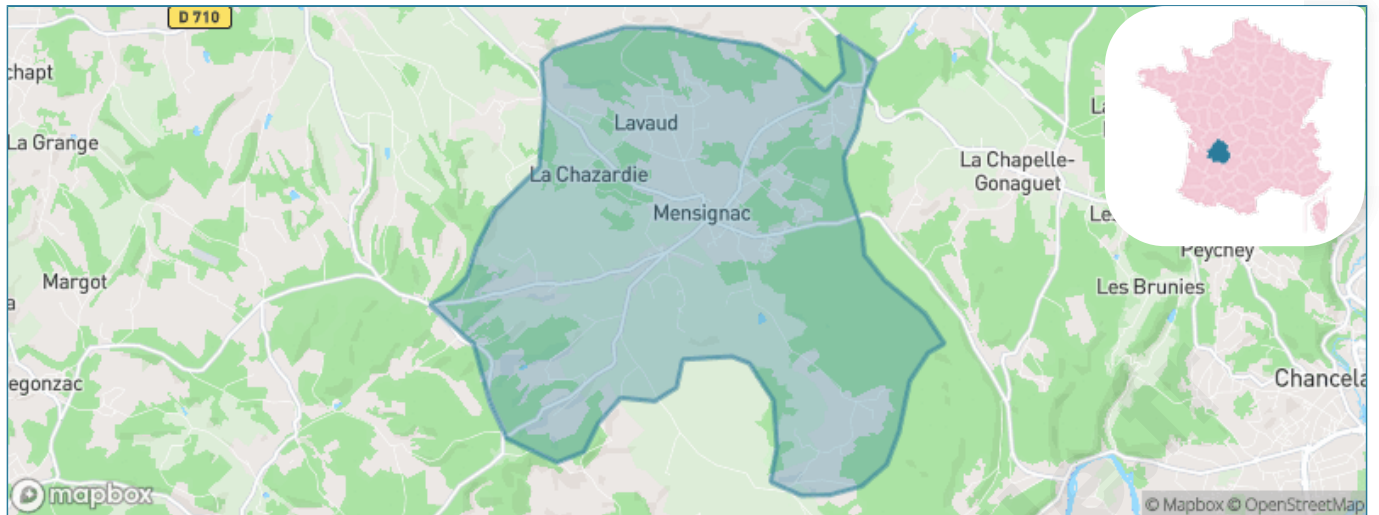 D 710
chapt
Lavaud
La Grange
La Chapelle-
Gonaguet
La Chazardie
Mensignac
Peychey
Margot
Les Brunies
egonzac
Chancela
mapbox
© Mapbox © OpenStreetMap